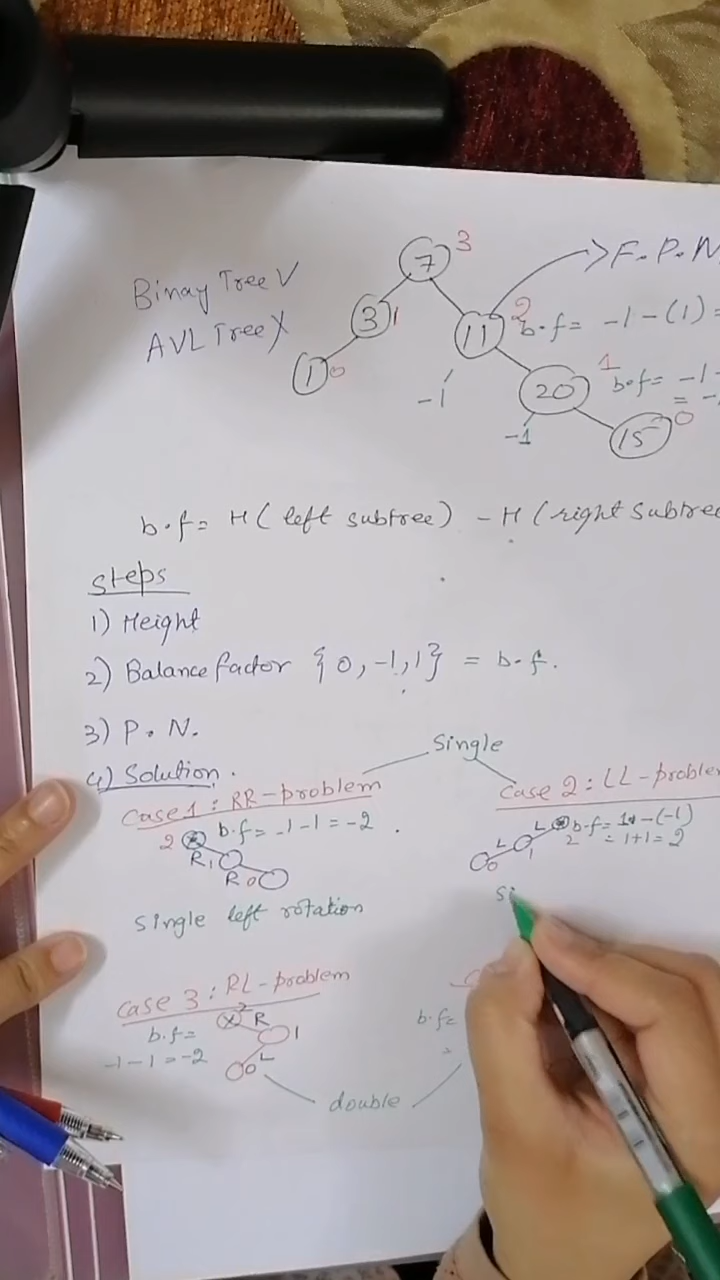 Binay Tree V
AVL Tree X
7 3
3 1
1 0
11 2
-1
20 1
-1
15 0
F.P.N.
b.f= -1-(1)=
b.f= -1-
= -
b.f= H(left subtree) - H(right subtree
steps
1) Height
2) Balance factor {0,-1,1} = b.f.
3) P.N.
4) Solution.
Single
Case 1: RR-problem
2 x b.f= -1-1=-2
R 1
R 0
single left rotation
Case 2: LL-problem
L x b.f= 1-(-1)
2 = 1+1=2
L 1
0
si
case 3: RL-problem
b.f=
-1-1=-2
x 2 R
1
0 L
b.f=
double